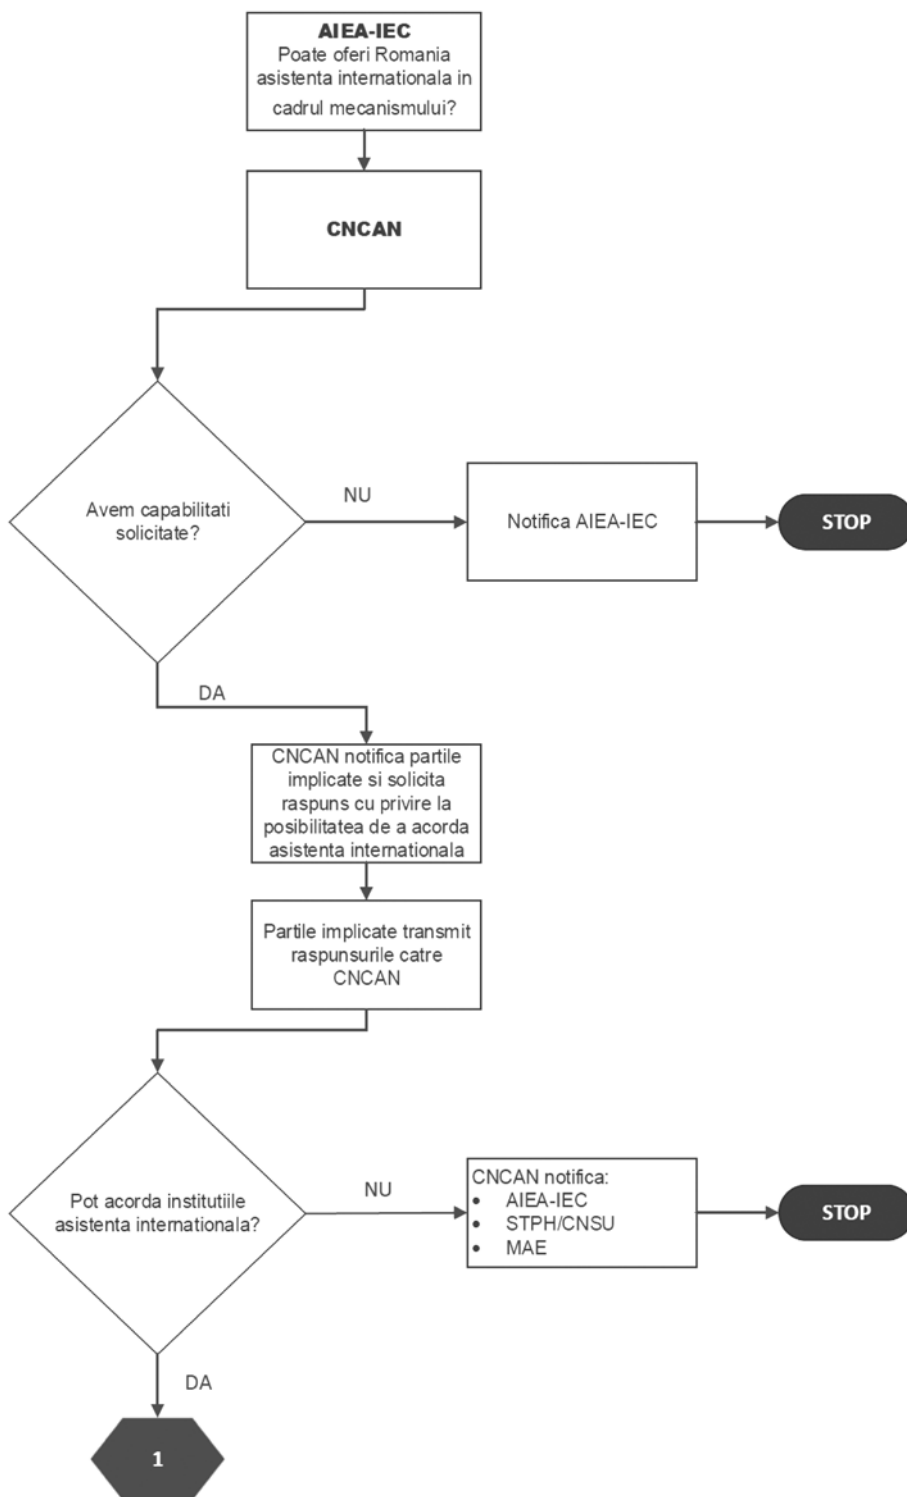 AIEA-IEC
Poate oferi Romania
asistenta internationala in
cadrul mecanismului?
CNCAN
Avem capabilitati
solicitate?
NU
Notifica AIEA-IEC
STOP
DA
CNCAN notifica partile
implicate si solicita
raspuns cu privire la
posibilitatea de a acorda
asistenta internationala
Partile implicate transmit
raspunsurile catre
CNCAN
Pot acorda institutiile
asistenta internationala?
NU
CNCAN notifica:
• AIEA-IEC
• STPH/CNSU
• MAE
STOP
DA
1